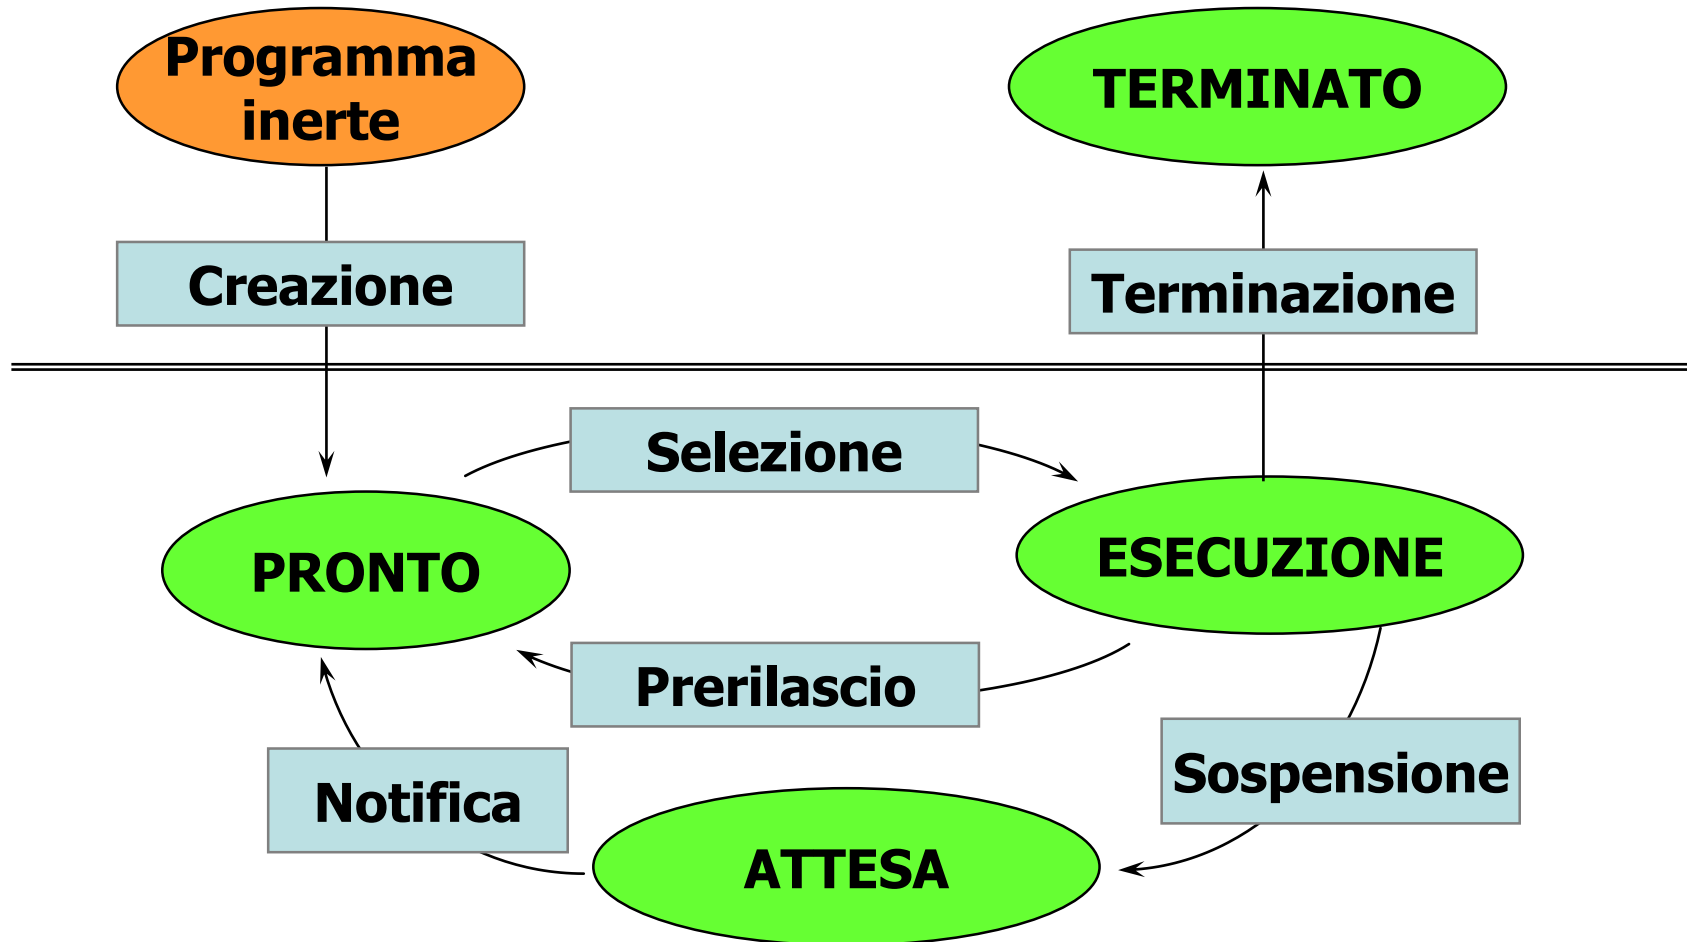 Programma
inerte
TERMINATO
Creazione
Terminazione
Selezione
PRONTO
ESECUZIONE
Prerilascio
Notifica
Sospensione
ATTESA